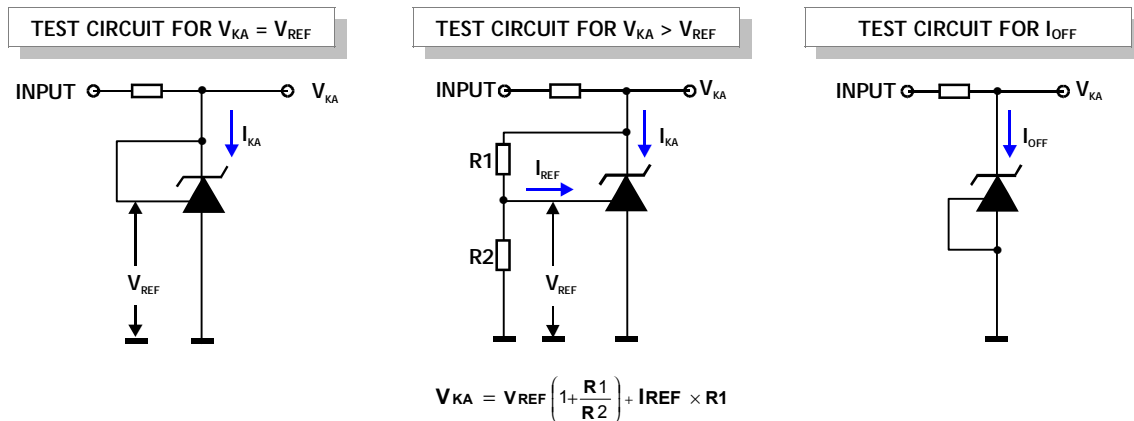 TEST CIRCUIT FOR VKA = VREF
INPUT
VKA
IKA
VREF
TEST CIRCUIT FOR VKA > VREF
INPUT
VKA
IKA
R1
IREF
R2
VREF
VKA = VREF (1+R1/R2) + IREF × R1
TEST CIRCUIT FOR IOFF
INPUT
VKA
IOFF